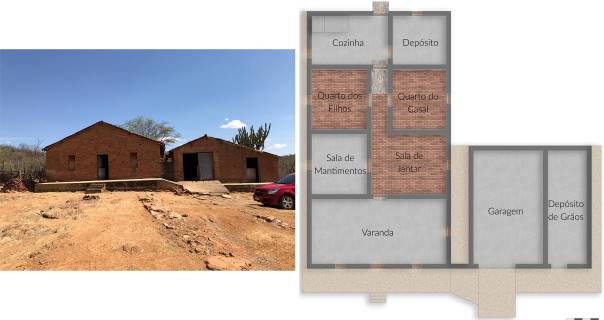 Cozinha
Depósito
Quarto dos
Filhos
Quarto do
Casal
Sala de
Mantimentos
Sala de
Jantar
Varanda
Garagem
Depósito
de Grãos